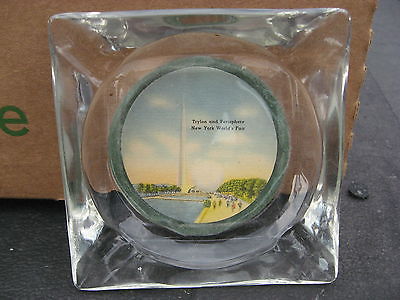 Trylon and Perisphere
New York World's Fair
e